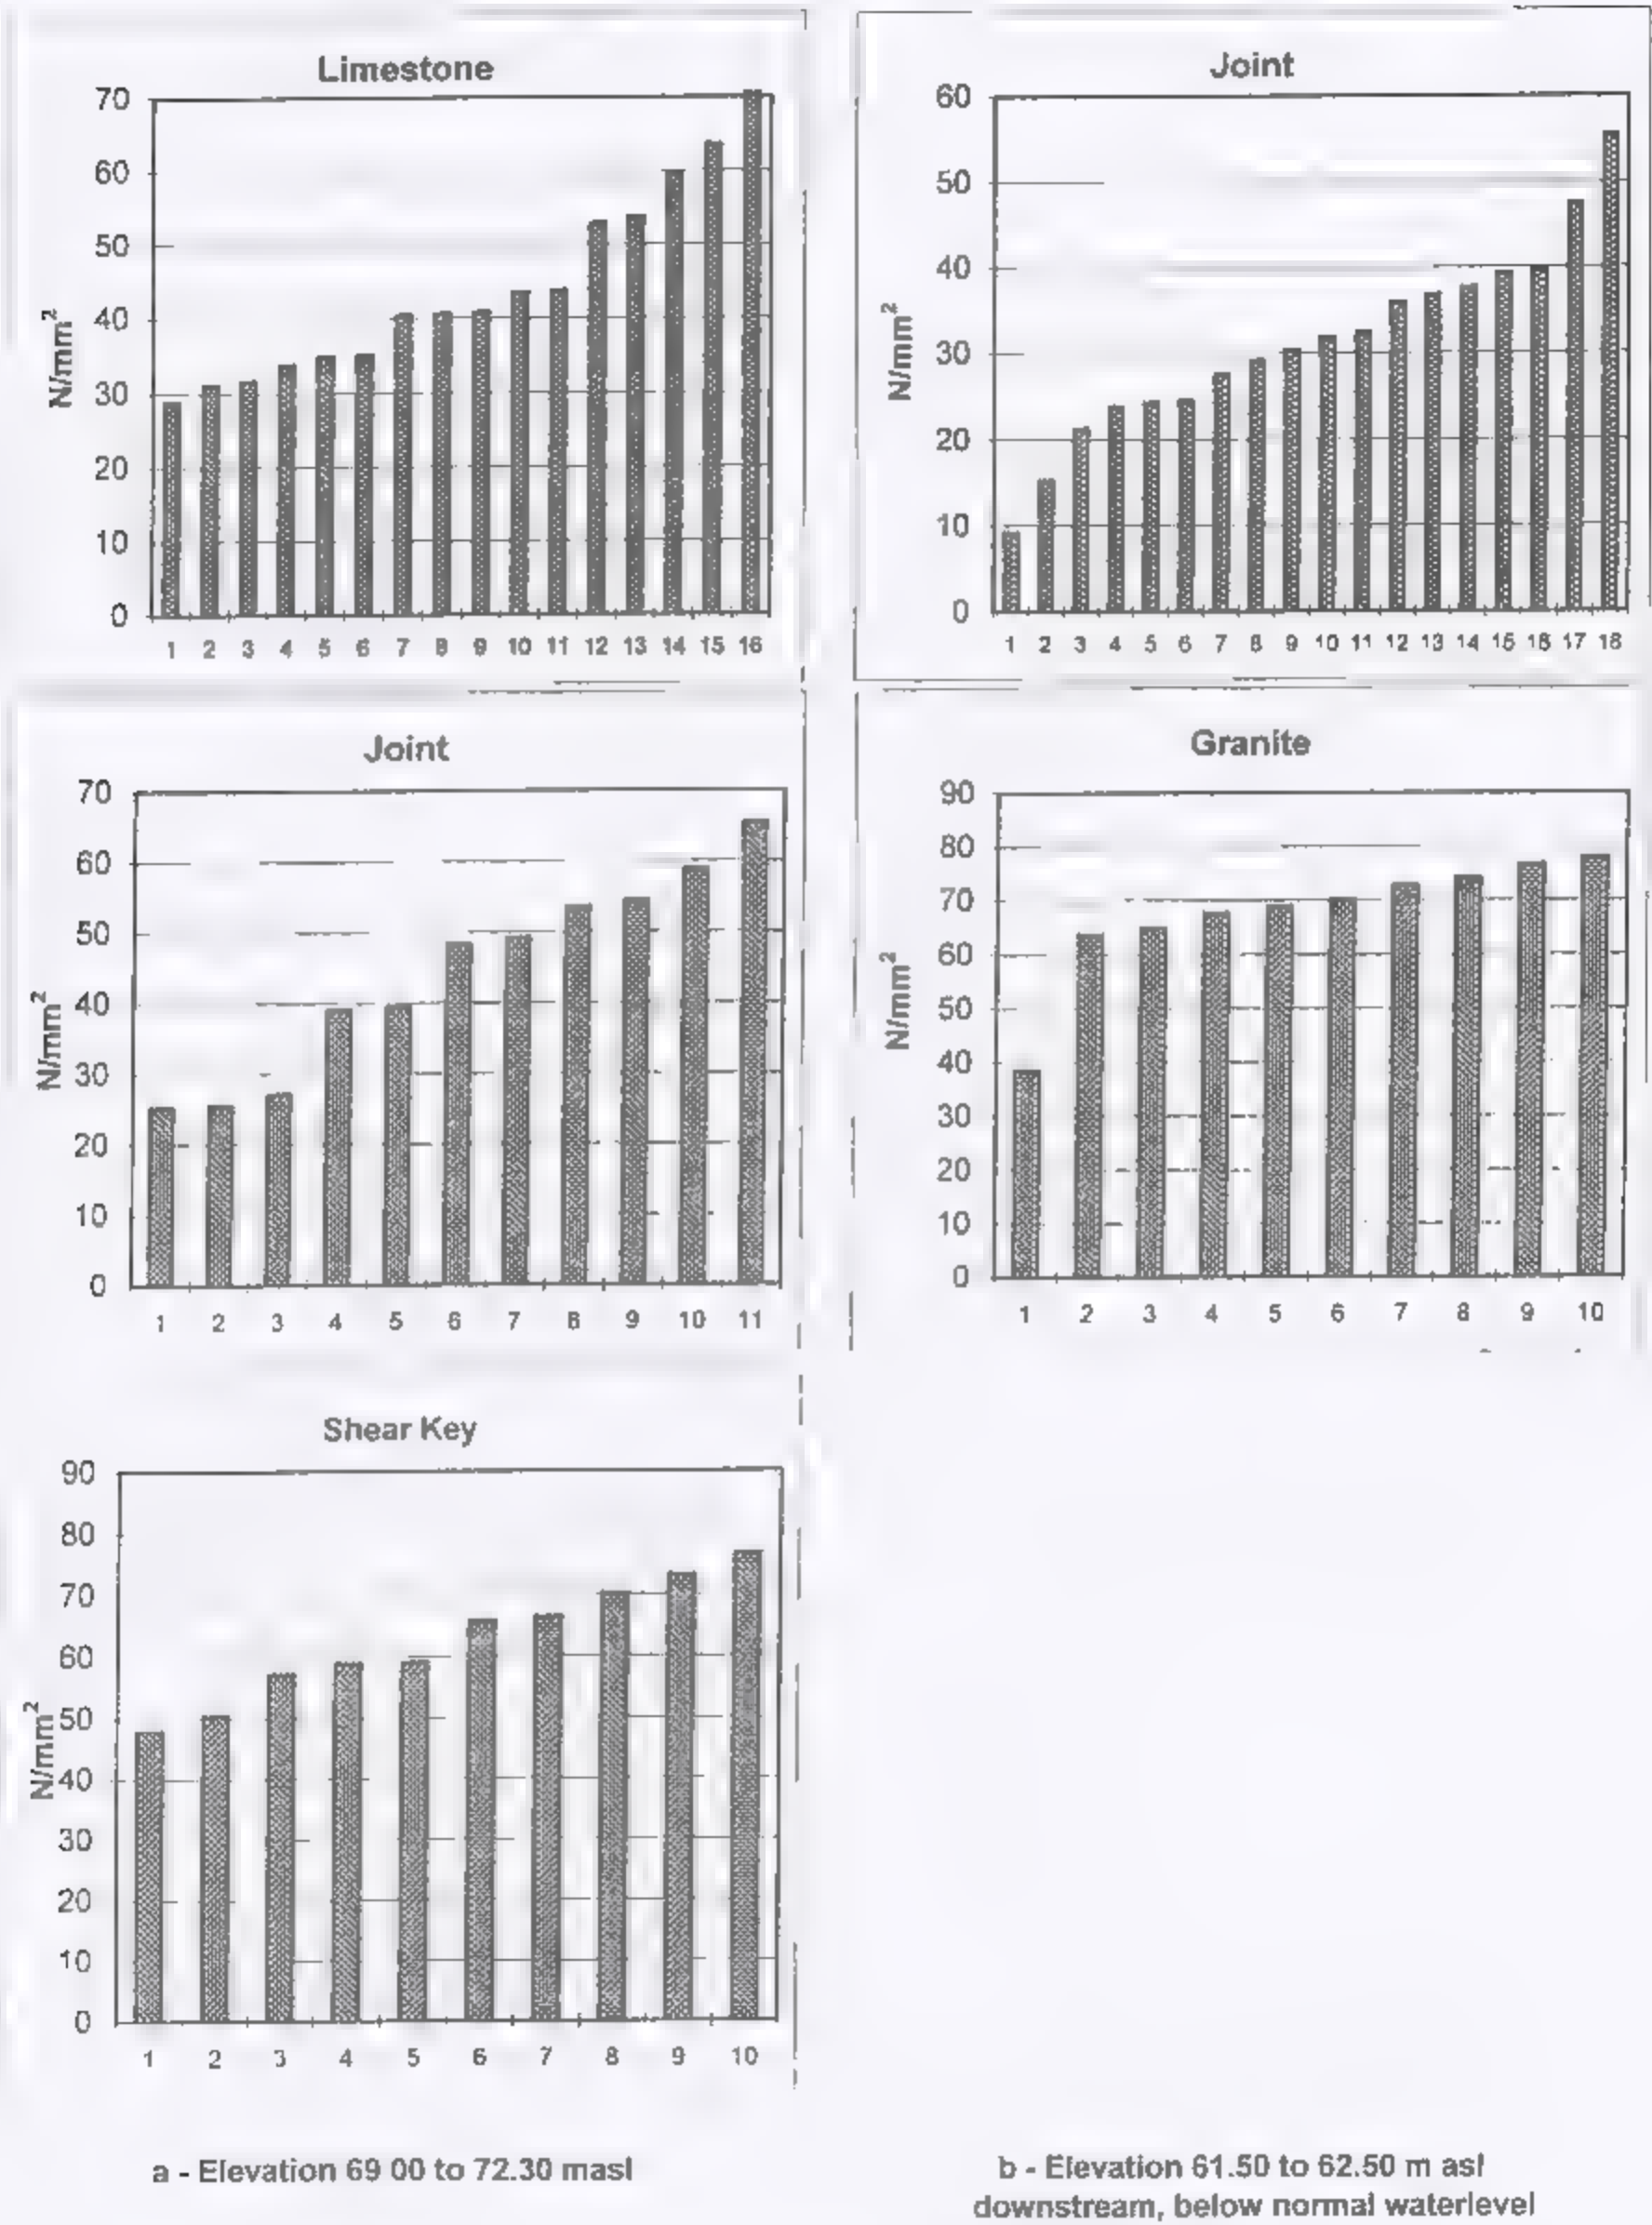 Limestone
70
60
50
40
30
20
10
0
N/mm²
1 2 3 4 5 6 7 8 9 10 11 12 13 14 15 16
Joint
60
50
40
30
20
10
0
N/mm²
1 2 3 4 5 6 7 8 9 10 11 12 13 14 15 16 17 18
Joint
70
60
50
40
30
20
10
0
N/mm²
1 2 3 4 5 6 7 8 9 10 11
Granite
90
80
70
60
50
40
30
20
10
0
N/mm²
1 2 3 4 5 6 7 8 9 10
Shear Key
90
80
70
60
50
40
30
20
10
0
N/mm²
1 2 3 4 5 6 7 8 9 10
a - Elevation 69 00 to 72.30 masl
b - Elevation 61.50 to 62.50 m asl
downstream, below normal waterlevel